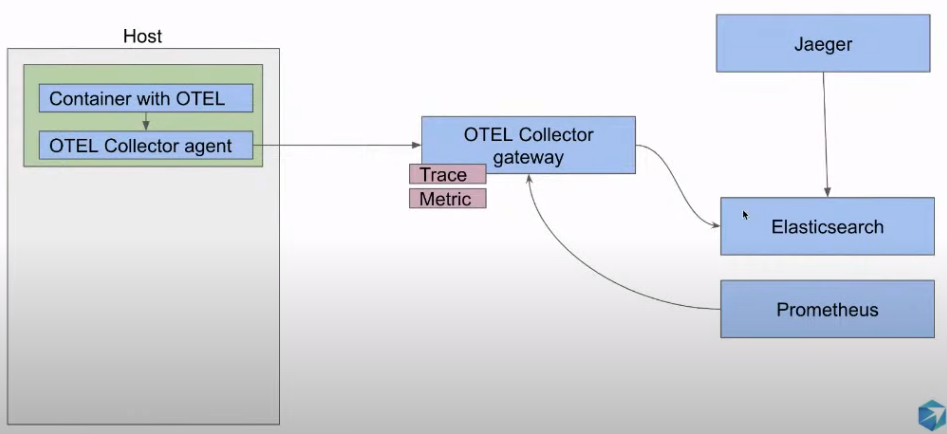 Host
Container with OTEL
OTEL Collector agent
OTEL Collector
gateway
Trace
Metric
Jaeger
Elasticsearch
Prometheus